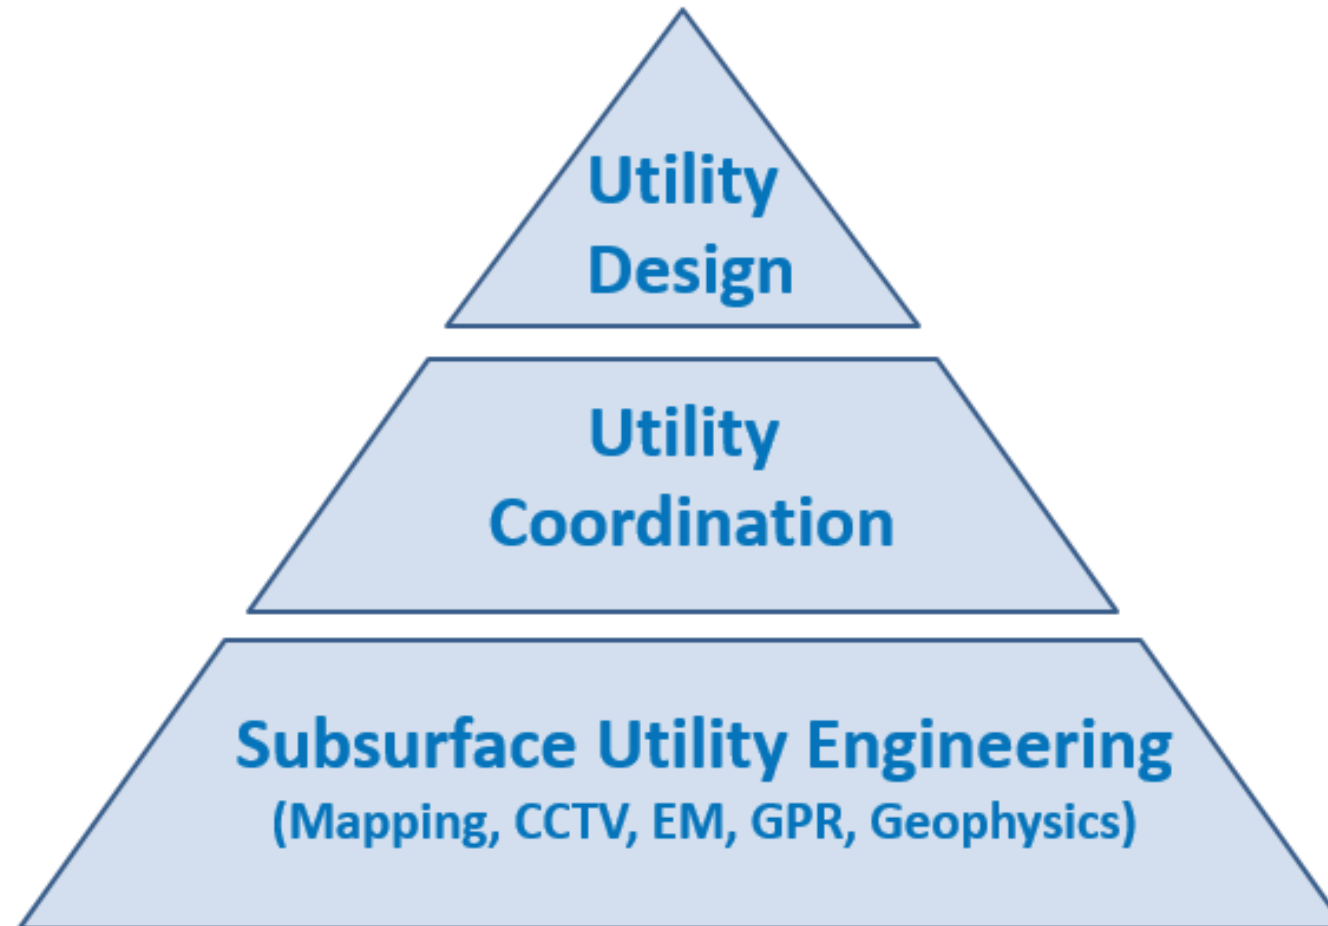 Utility
Design
Utility
Coordination
Subsurface Utility Engineering
(Mapping, CCTV, EM, GPR, Geophysics)